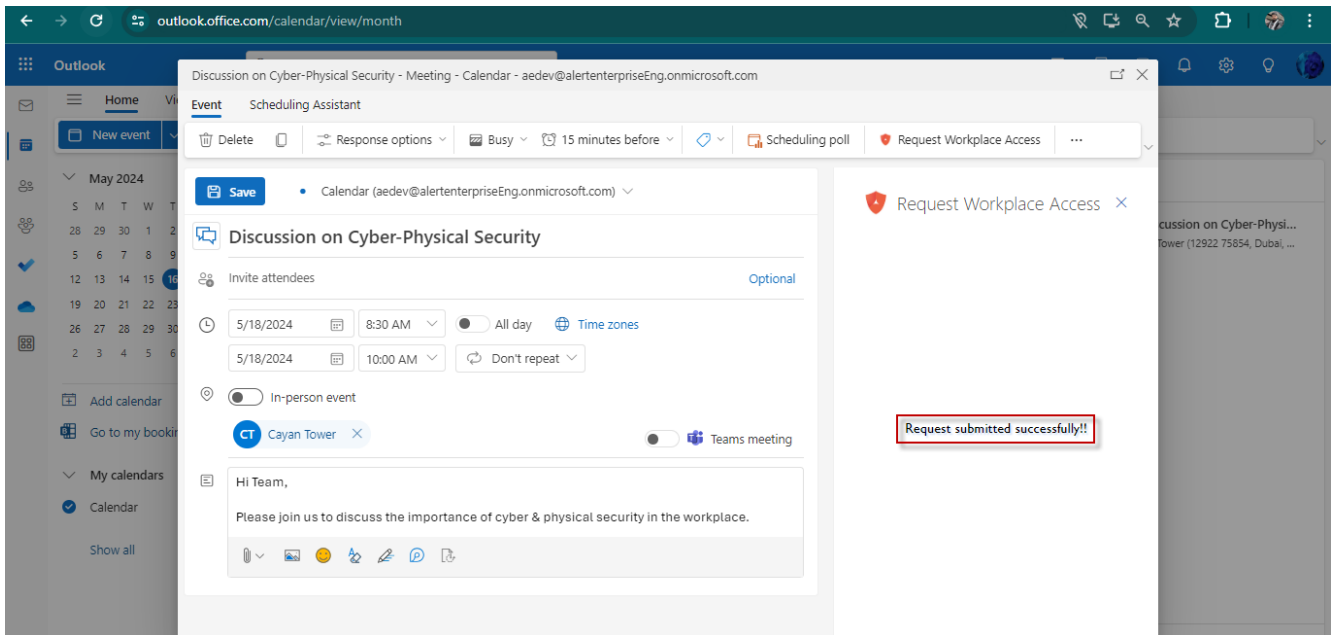 outlook.office.com/calendar/view/month
Outlook
Discussion on Cyber-Physical Security - Meeting - Calendar - aedev@alertenterpriseEng.onmicrosoft.com
Home
Event Scheduling Assistant
New event
Delete Response options Busy 15 minutes before Scheduling poll Request Workplace Access ...
May 2024
S M T W T
28 29 30 1 2
5 6 7 8 9
12 13 14 15 16
19 20 21 22 23
26 27 28 29 30
2 3 4 5 6
Add calendar
Go to my bookin
My calendars
Calendar
Show all
Save • Calendar (aedev@alertenterpriseEng.onmicrosoft.com)
Discussion on Cyber-Physical Security
Invite attendees Optional
5/18/2024 8:30 AM All day Time zones
5/18/2024 10:00 AM Don't repeat
In-person event
CT Cayan Tower
Teams meeting
Hi Team,
Please join us to discuss the importance of cyber & physical security in the workplace.
Request Workplace Access
Request submitted successfully!!
cussion on Cyber-Physi...
Tower (12922 75854, Dubai, ...